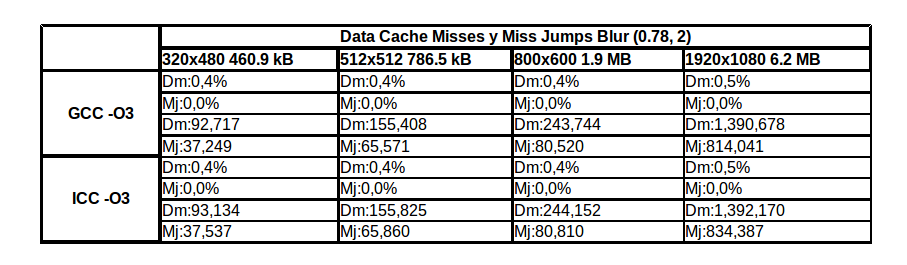 Data Cache Misses y Miss Jumps Blur (0.78, 2)
320x480 460.9 kB 512x512 786.5 kB 800x600 1.9 MB 1920x1080 6.2 MB
GCC -O3
Dm:0,4% Dm:0,4% Dm:0,4% Dm:0,5%
Mj:0,0% Mj:0,0% Mj:0,0% Mj:0,0%
Dm:92,717 Dm:155,408 Dm:243,744 Dm:1,390,678
Mj:37,249 Mj:65,571 Mj:80,520 Mj:814,041
ICC -O3
Dm:0,4% Dm:0,4% Dm:0,4% Dm:0,5%
Mj:0,0% Mj:0,0% Mj:0,0% Mj:0,0%
Dm:93,134 Dm:155,825 Dm:244,152 Dm:1,392,170
Mj:37,537 Mj:65,860 Mj:80,810 Mj:834,387